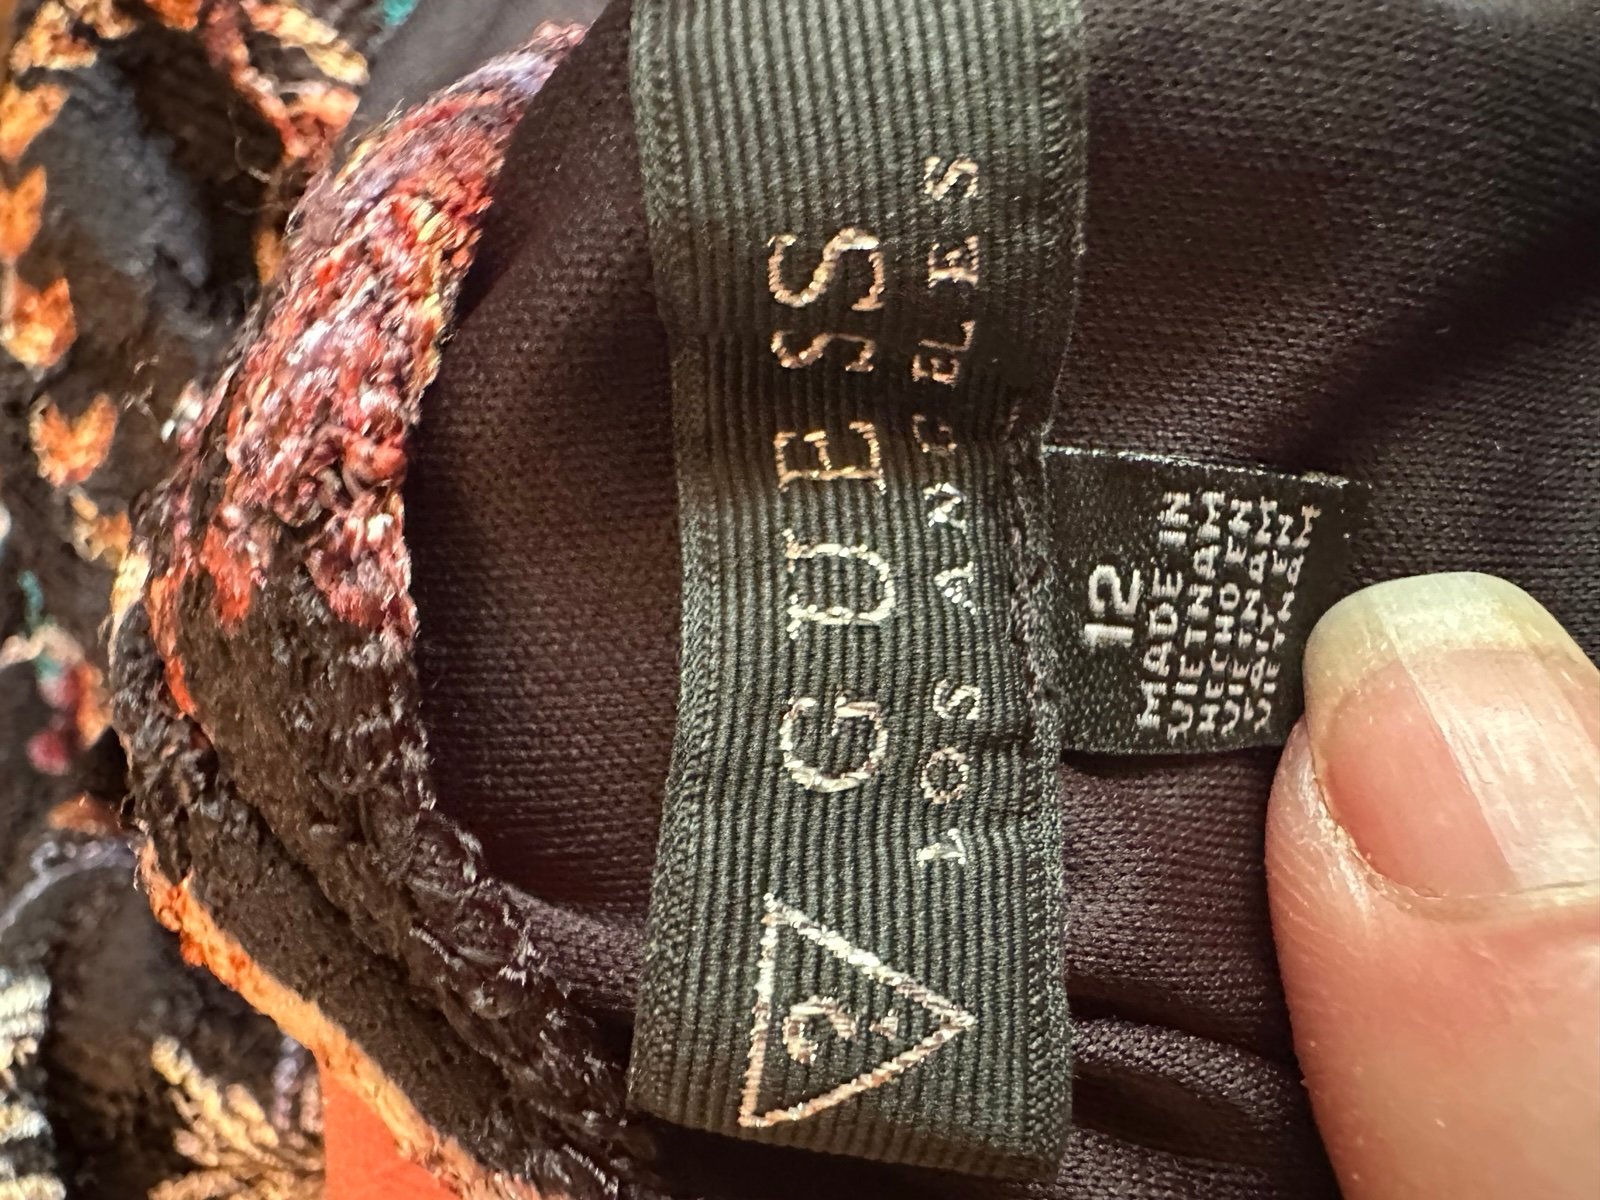 ?
GUESS
LOS ANGELES
12
MADE IN
VIETNAM
HECHO EN
VIETNAM
FAIT AU
VIETNAM